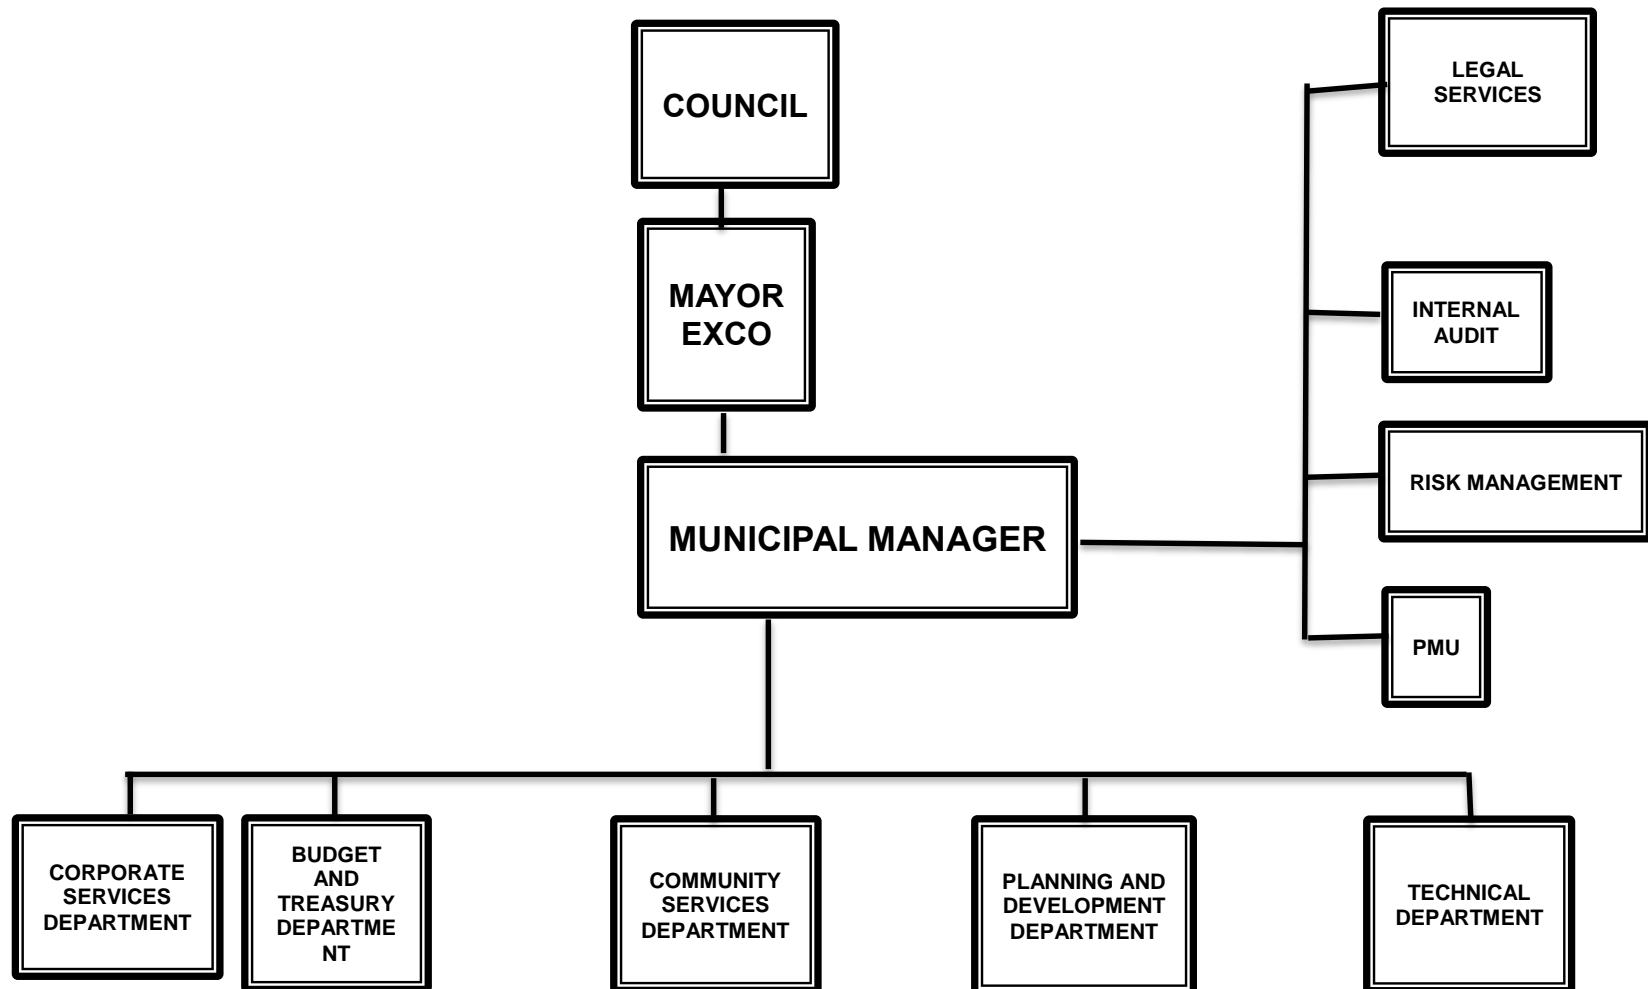 COUNCIL
MAYOR
EXCO
MUNICIPAL MANAGER
LEGAL
SERVICES
INTERNAL
AUDIT
RISK MANAGEMENT
PMU
CORPORATE
SERVICES
DEPARTMENT
BUDGET
AND
TREASURY
DEPARTME
NT
COMMUNITY
SERVICES
DEPARTMENT
PLANNING AND
DEVELOPMENT
DEPARTMENT
TECHNICAL
DEPARTMENT